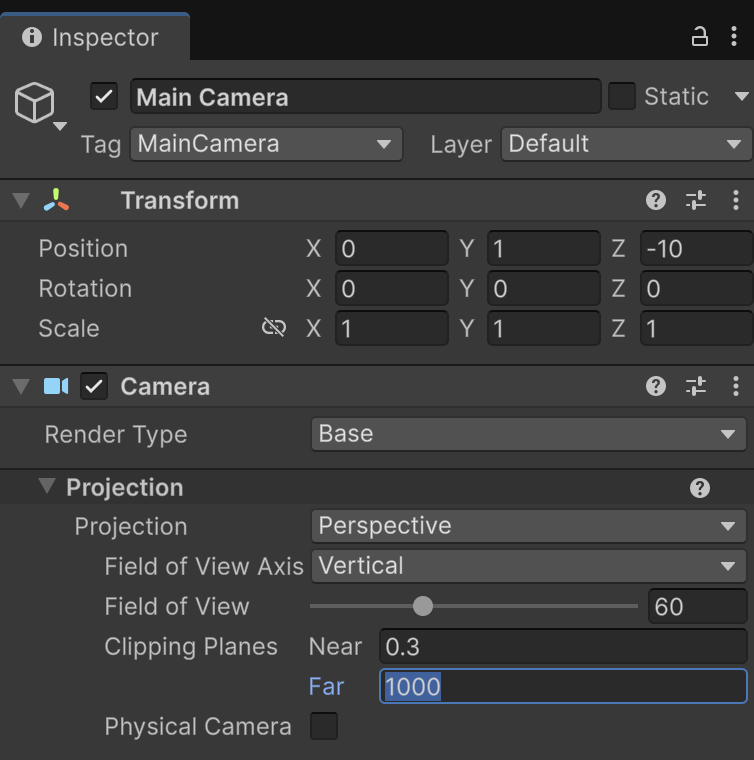 Inspector
Main Camera Static
Tag MainCamera Layer Default
Transform
Position X 0 Y 1 Z -10
Rotation X 0 Y 0 Z 0
Scale X 1 Y 1 Z 1
Camera
Render Type Base
Projection
Projection Perspective
Field of View Axis Vertical
Field of View 60
Clipping Planes Near 0.3
Far 1000
Physical Camera